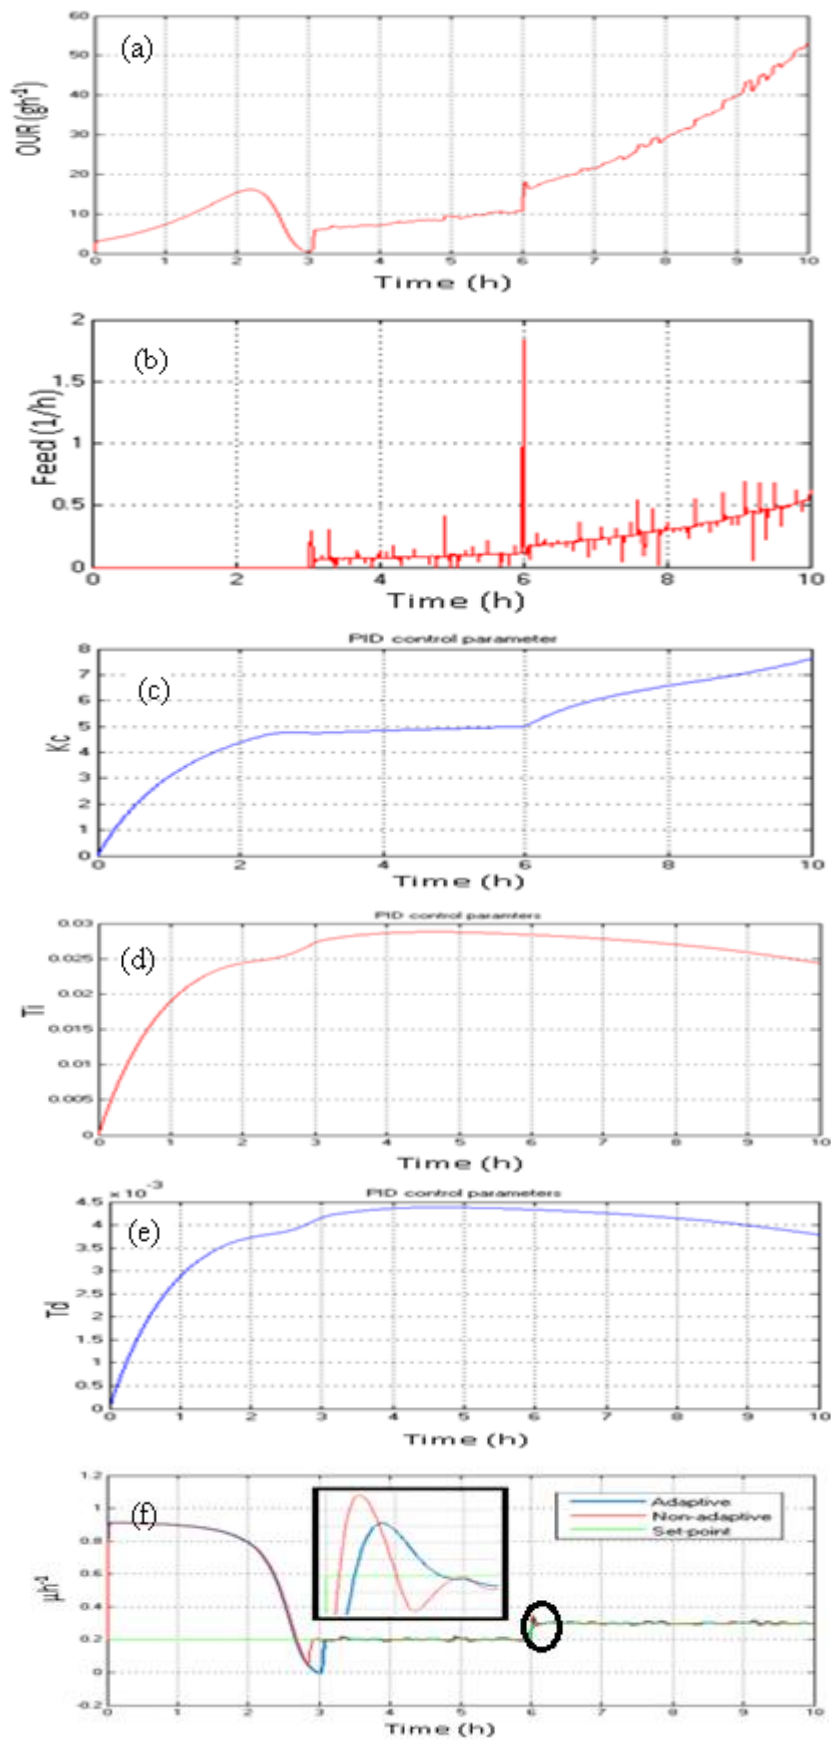 (a)
OUR (gh⁻¹)
60
50
40
30
20
10
0
0 1 2 3 4 5 6 7 8 9 10
Time (h)
(b)
Feed (1/h)
2
1.5
1
0.5
0
0 2 4 6 8 10
Time (h)
PID control parameter
(c)
Kc
8
7
6
5
4
3
2
1
0
0 2 4 6 8 10
Time (h)
PID control paramters
(d)
Ti
0.03
0.025
0.02
0.015
0.01
0.005
0
0 1 2 3 4 5 6 7 8 9 10
Time (h)
× 10⁻³
PID control parameters
(e)
Td
4.5
4
3.5
3
2.5
2
1.5
1
0.5
0
0 1 2 3 4 5 6 7 8 9 10
Time (h)
(f)
μh⁻¹
1.2
1
0.8
0.6
0.4
0.2
0
-0.2
Adaptive
Non-adaptive
Set-point
0 1 2 3 4 5 6 7 8 9 10
Time (h)